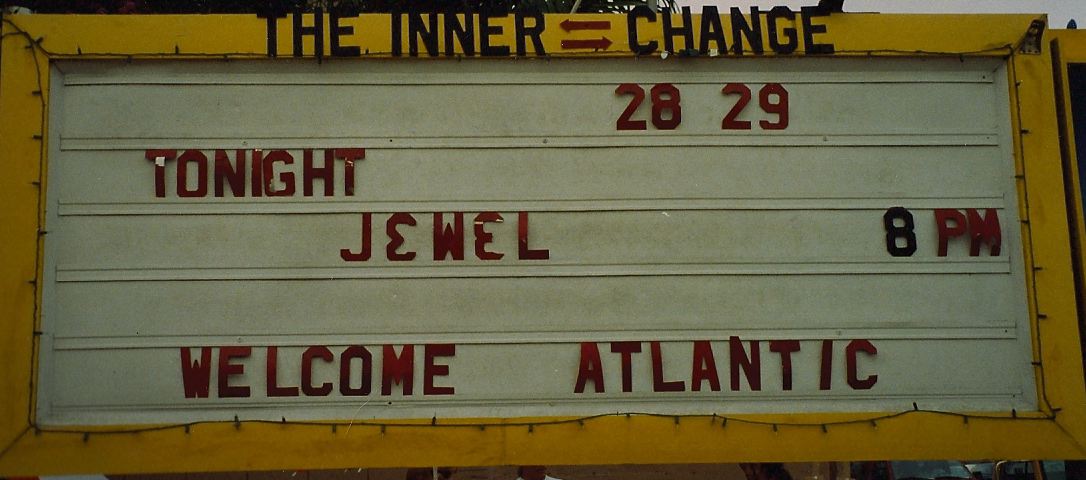 THE INNER CHANGE
28 29
TONIGHT
JEWEL 8 PM
WELCOME ATLANTIC